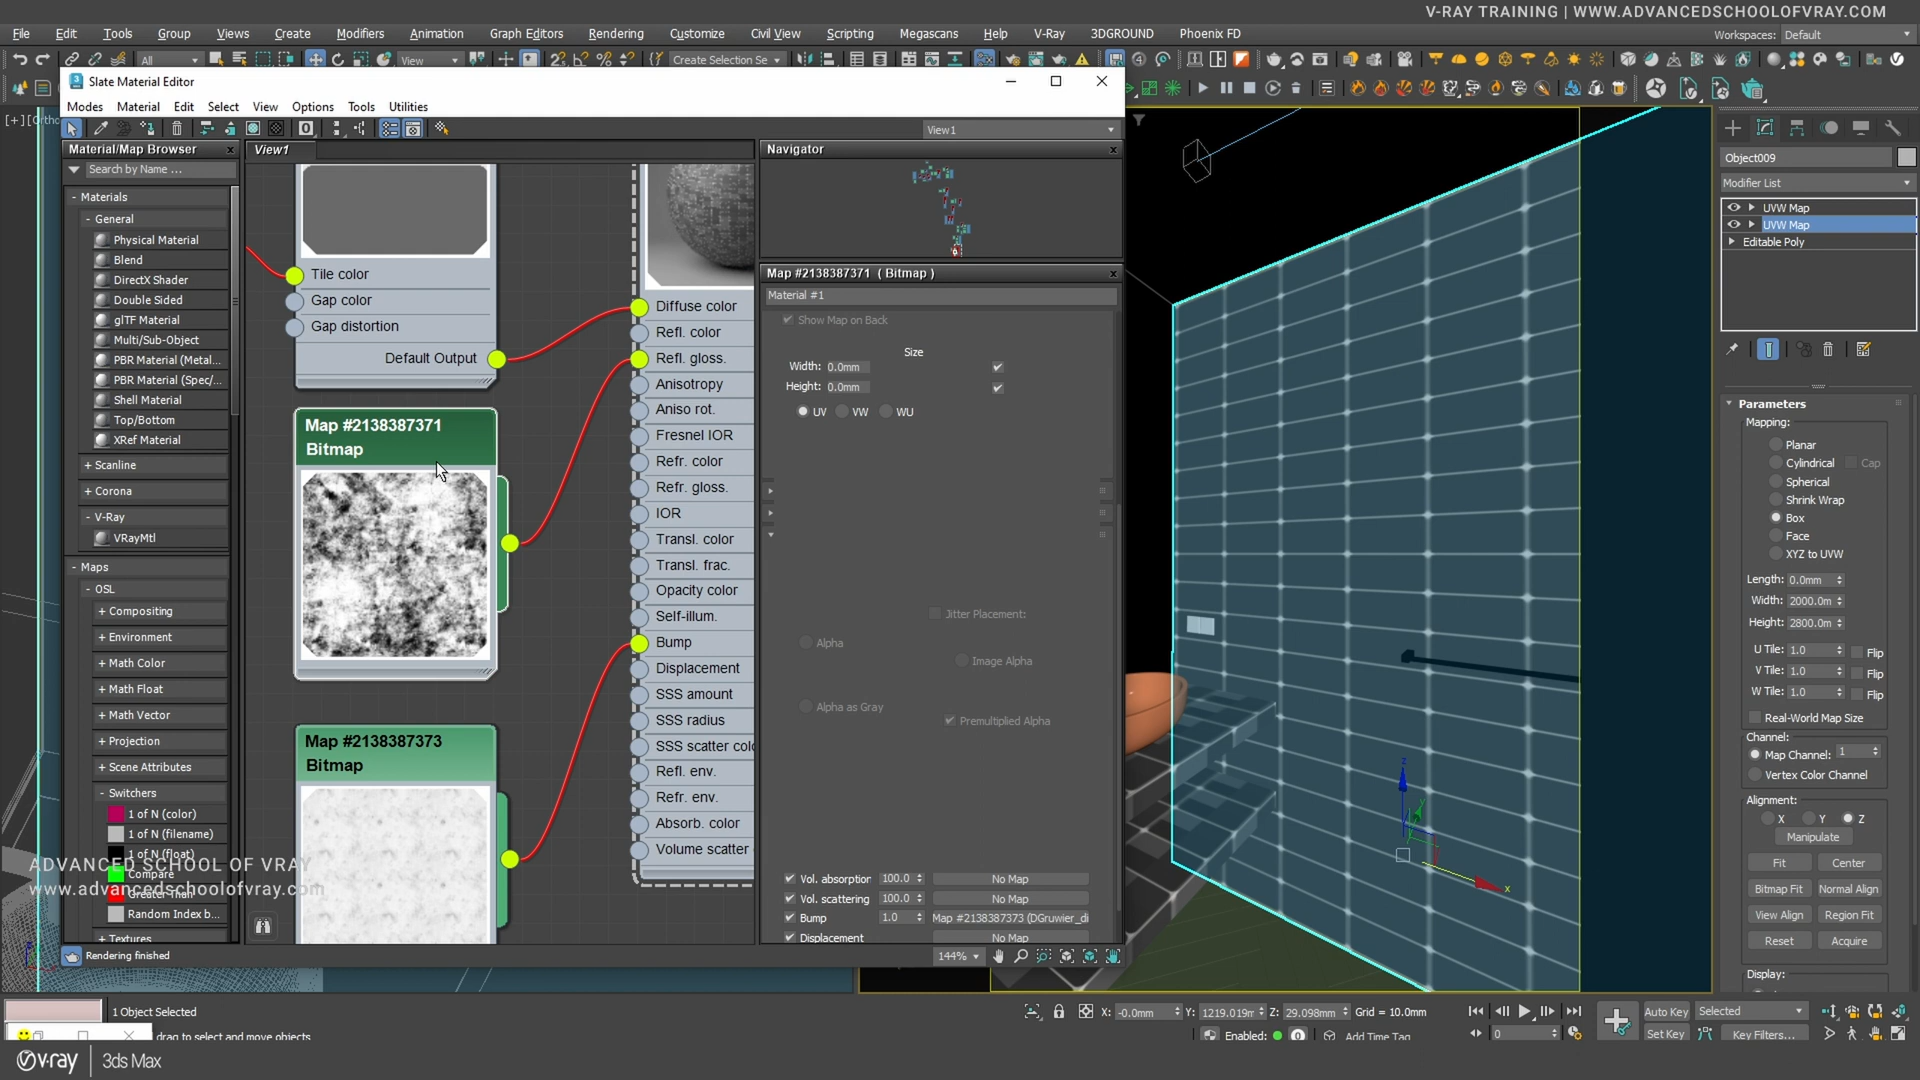 V-RAY TRAINING | WWW.ADVANCEDSCHOOLOFVRAY.COM
File Edit Tools Group Views Create Modifiers Animation Graph Editors Rendering Customize Civil View Scripting Megascans Help V-Ray 3DGROUND Phoenix FD
Workspaces: Default
All
View
Create Selection Se
Slate Material Editor
Modes Material Edit Select View Options Tools Utilities
View1
Material/Map Browser
View1
Navigator
Search by Name ...
- Materials
- General
Physical Material
Blend
DirectX Shader
Double Sided
glTF Material
Multi/Sub-Object
PBR Material (Metal...
PBR Material (Spec/...
Shell Material
Top/Bottom
XRef Material
+ Scanline
+ Corona
- V-Ray
VRayMtl
- Maps
- OSL
+ Compositing
+ Environment
+ Math Color
+ Math Float
+ Math Vector
+ Projection
+ Scene Attributes
- Switchers
1 of N (color)
1 of N (filename)
1 of N (float)
Compare
Greater Than
Random Index b...
+ Textures
ADVANCED SCHOOL OF VRAY
www.advancedschoolofvray.com
Tile color
Gap color
Gap distortion
Default Output
Map #2138387371
Bitmap
Map #2138387373
Bitmap
Diffuse color
Refl. color
Refl. gloss.
Anisotropy
Aniso rot.
Fresnel IOR
Refr. color
Refr. gloss.
IOR
Transl. color
Transl. frac.
Opacity color
Self-illum.
Bump
Displacement
SSS amount
SSS radius
SSS scatter colo
Refl. env.
Refr. env.
Absorb. color
Volume scatter
Map #2138387371 ( Bitmap )
Material #1
Show Map on Back
Size
Width: 0.0mm
Height: 0.0mm
UV VW WU
Jitter Placement:
Alpha
Image Alpha
Alpha as Gray
Premultiplied Alpha
Vol. absorption 100.0 No Map
Vol. scattering 100.0 No Map
Bump 1.0 Map #2138387373 (DGruwier_di
Displacement No Map
Rendering finished
144%
Object009
Modifier List
UVW Map
UVW Map
Editable Poly
Parameters
Mapping:
Planar
Cylindrical Cap
Spherical
Shrink Wrap
Box
Face
XYZ to UVW
Length: 0.0mm
Width: 2000.0m
Height: 2800.0m
U Tile: 1.0 Flip
V Tile: 1.0 Flip
W Tile: 1.0 Flip
Real-World Map Size
Channel:
Map Channel: 1
Vertex Color Channel
Alignment:
X Y Z
Manipulate
Fit Center
Bitmap Fit Normal Align
View Align Region Fit
Reset Acquire
Display:
z
x
1 Object Selected
drag to select and move objects
X: -0.0mm Y: 1219.019m Z: 29.098mm Grid = 10.0mm
Enabled: Add Time Tag
0
Auto Key Selected
Set Key Key Filters...
v-ray | 3ds Max